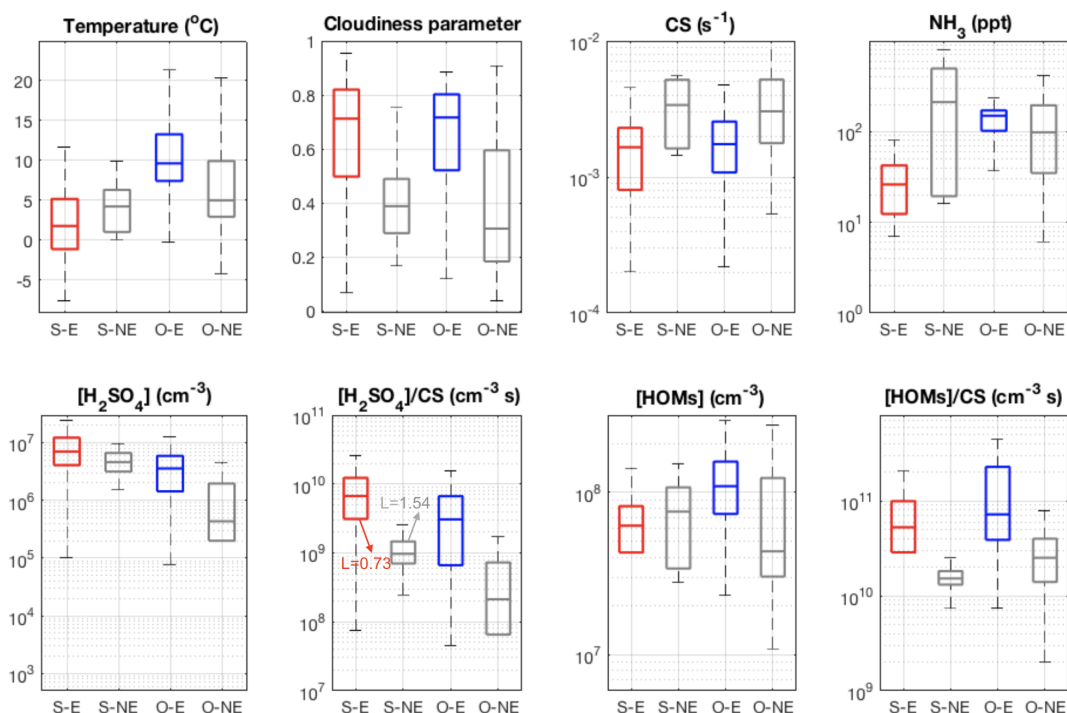 Temperature (°C)
20
15
10
5
0
-5
S-E S-NE O-E O-NE
Cloudiness parameter
1
0.8
0.6
0.4
0.2
0
S-E S-NE O-E O-NE
CS (s⁻¹)
10⁻²
10⁻³
10⁻⁴
S-E S-NE O-E O-NE
NH₃ (ppt)
10²
10¹
10⁰
S-E S-NE O-E O-NE
[H₂SO₄] (cm⁻³)
10⁷
10⁶
10⁵
10⁴
10³
S-E S-NE O-E O-NE
[H₂SO₄]/CS (cm⁻³ s)
10¹¹
10¹⁰
10⁹
10⁸
10⁷
L=1.54
L=0.73
S-E S-NE O-E O-NE
[HOMs] (cm⁻³)
10⁸
10⁷
S-E S-NE O-E O-NE
[HOMs]/CS (cm⁻³ s)
10¹¹
10¹⁰
10⁹
S-E S-NE O-E O-NE